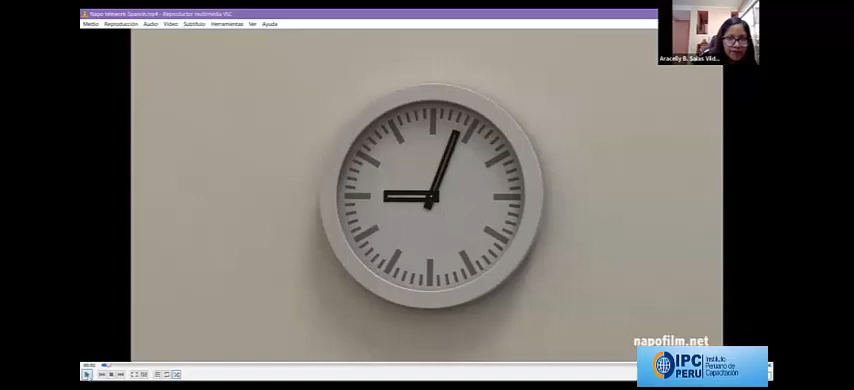 Napo telework Spanish.mp4 - Reproductor multimedia VLC
Medio Reproducción Audio Vídeo Subtítulo Herramientas Ver Ayuda
Aracelly B. Salas Vild...
napofilm.net
IPC
PERU
Instituto
Peruano de
Capacitación